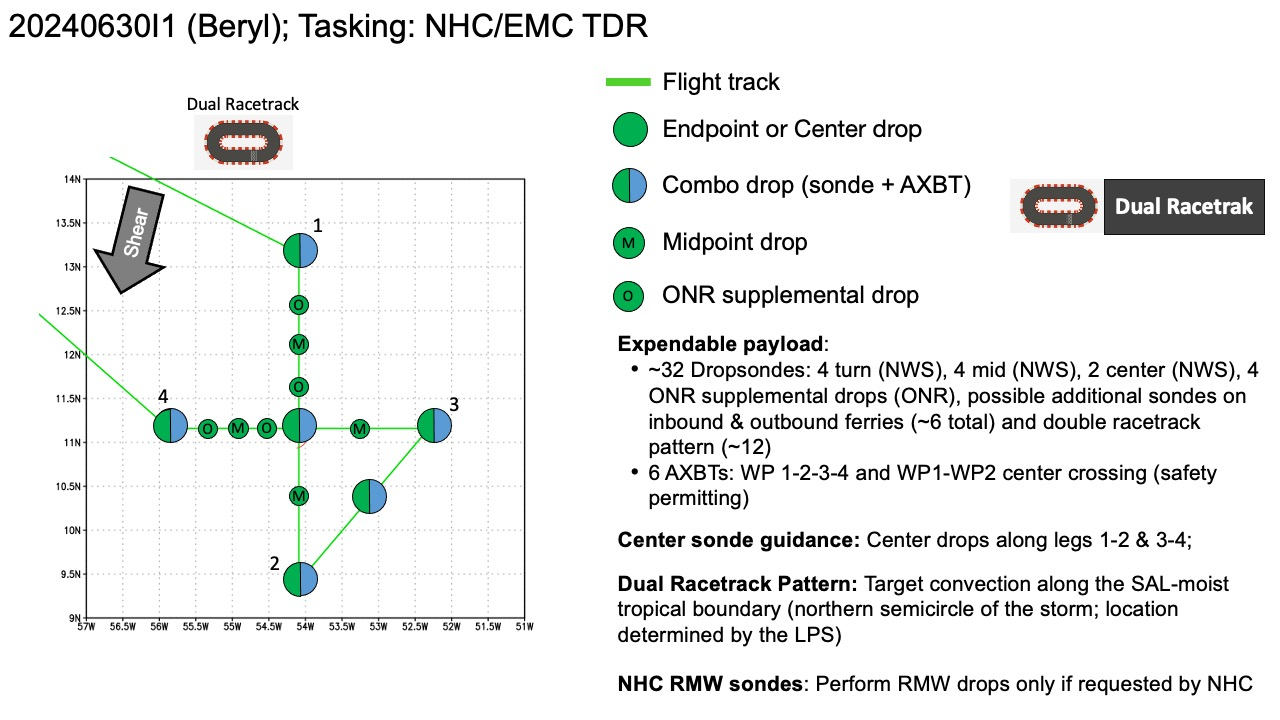 20240630I1 (Beryl); Tasking: NHC/EMC TDR
Dual Racetrack
14N
13.5N
13N
12.5N
12N
11.5N
11N
10.5N
10N
9.5N
9N
57W 56.5W 56W 55.5W 55W 54.5W 54W 53.5W 53W 52.5W 52W 51.5W 51W
Shear
1
O
M
O
4
3
O M O M
M
2
Flight track
Endpoint or Center drop
Combo drop (sonde + AXBT)
M Midpoint drop
O ONR supplemental drop
Dual Racetrak
Expendable payload:
• ~32 Dropsondes: 4 turn (NWS), 4 mid (NWS), 2 center (NWS), 4
ONR supplemental drops (ONR), possible additional sondes on
inbound & outbound ferries (~6 total) and double racetrack
pattern (~12)
• 6 AXBTs: WP 1-2-3-4 and WP1-WP2 center crossing (safety
permitting)
Center sonde guidance: Center drops along legs 1-2 & 3-4;
Dual Racetrack Pattern: Target convection along the SAL-moist
tropical boundary (northern semicircle of the storm; location
determined by the LPS)
NHC RMW sondes: Perform RMW drops only if requested by NHC